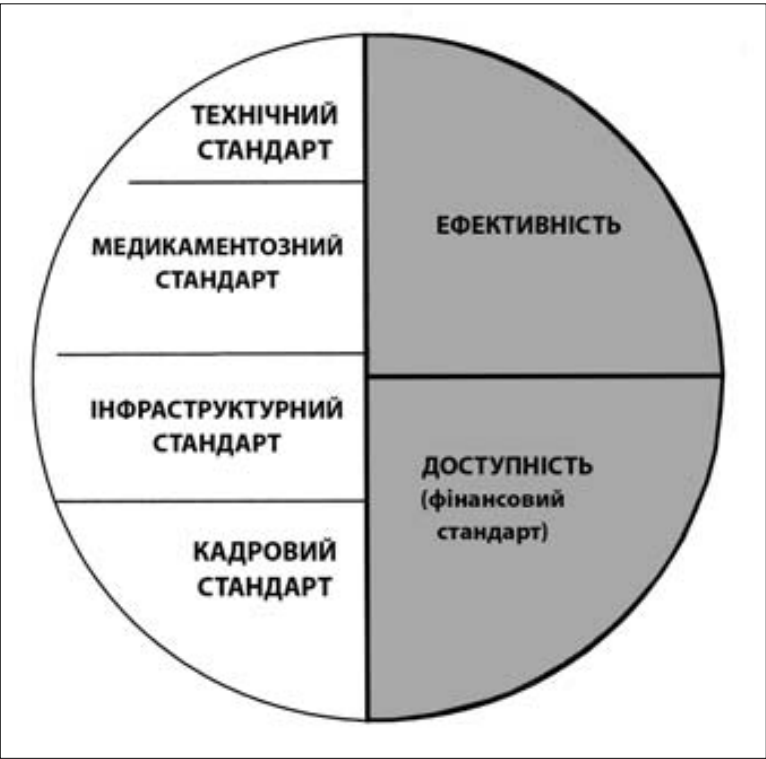 ТЕХНІЧНИЙ
СТАНДАРТ
МЕДИКАМЕНТОЗНИЙ
СТАНДАРТ
ІНФРАСТРУКТУРНИЙ
СТАНДАРТ
КАДРОВИЙ
СТАНДАРТ
ЕФЕКТИВНІСТЬ
ДОСТУПНІСТЬ
(фінансовий
стандарт)